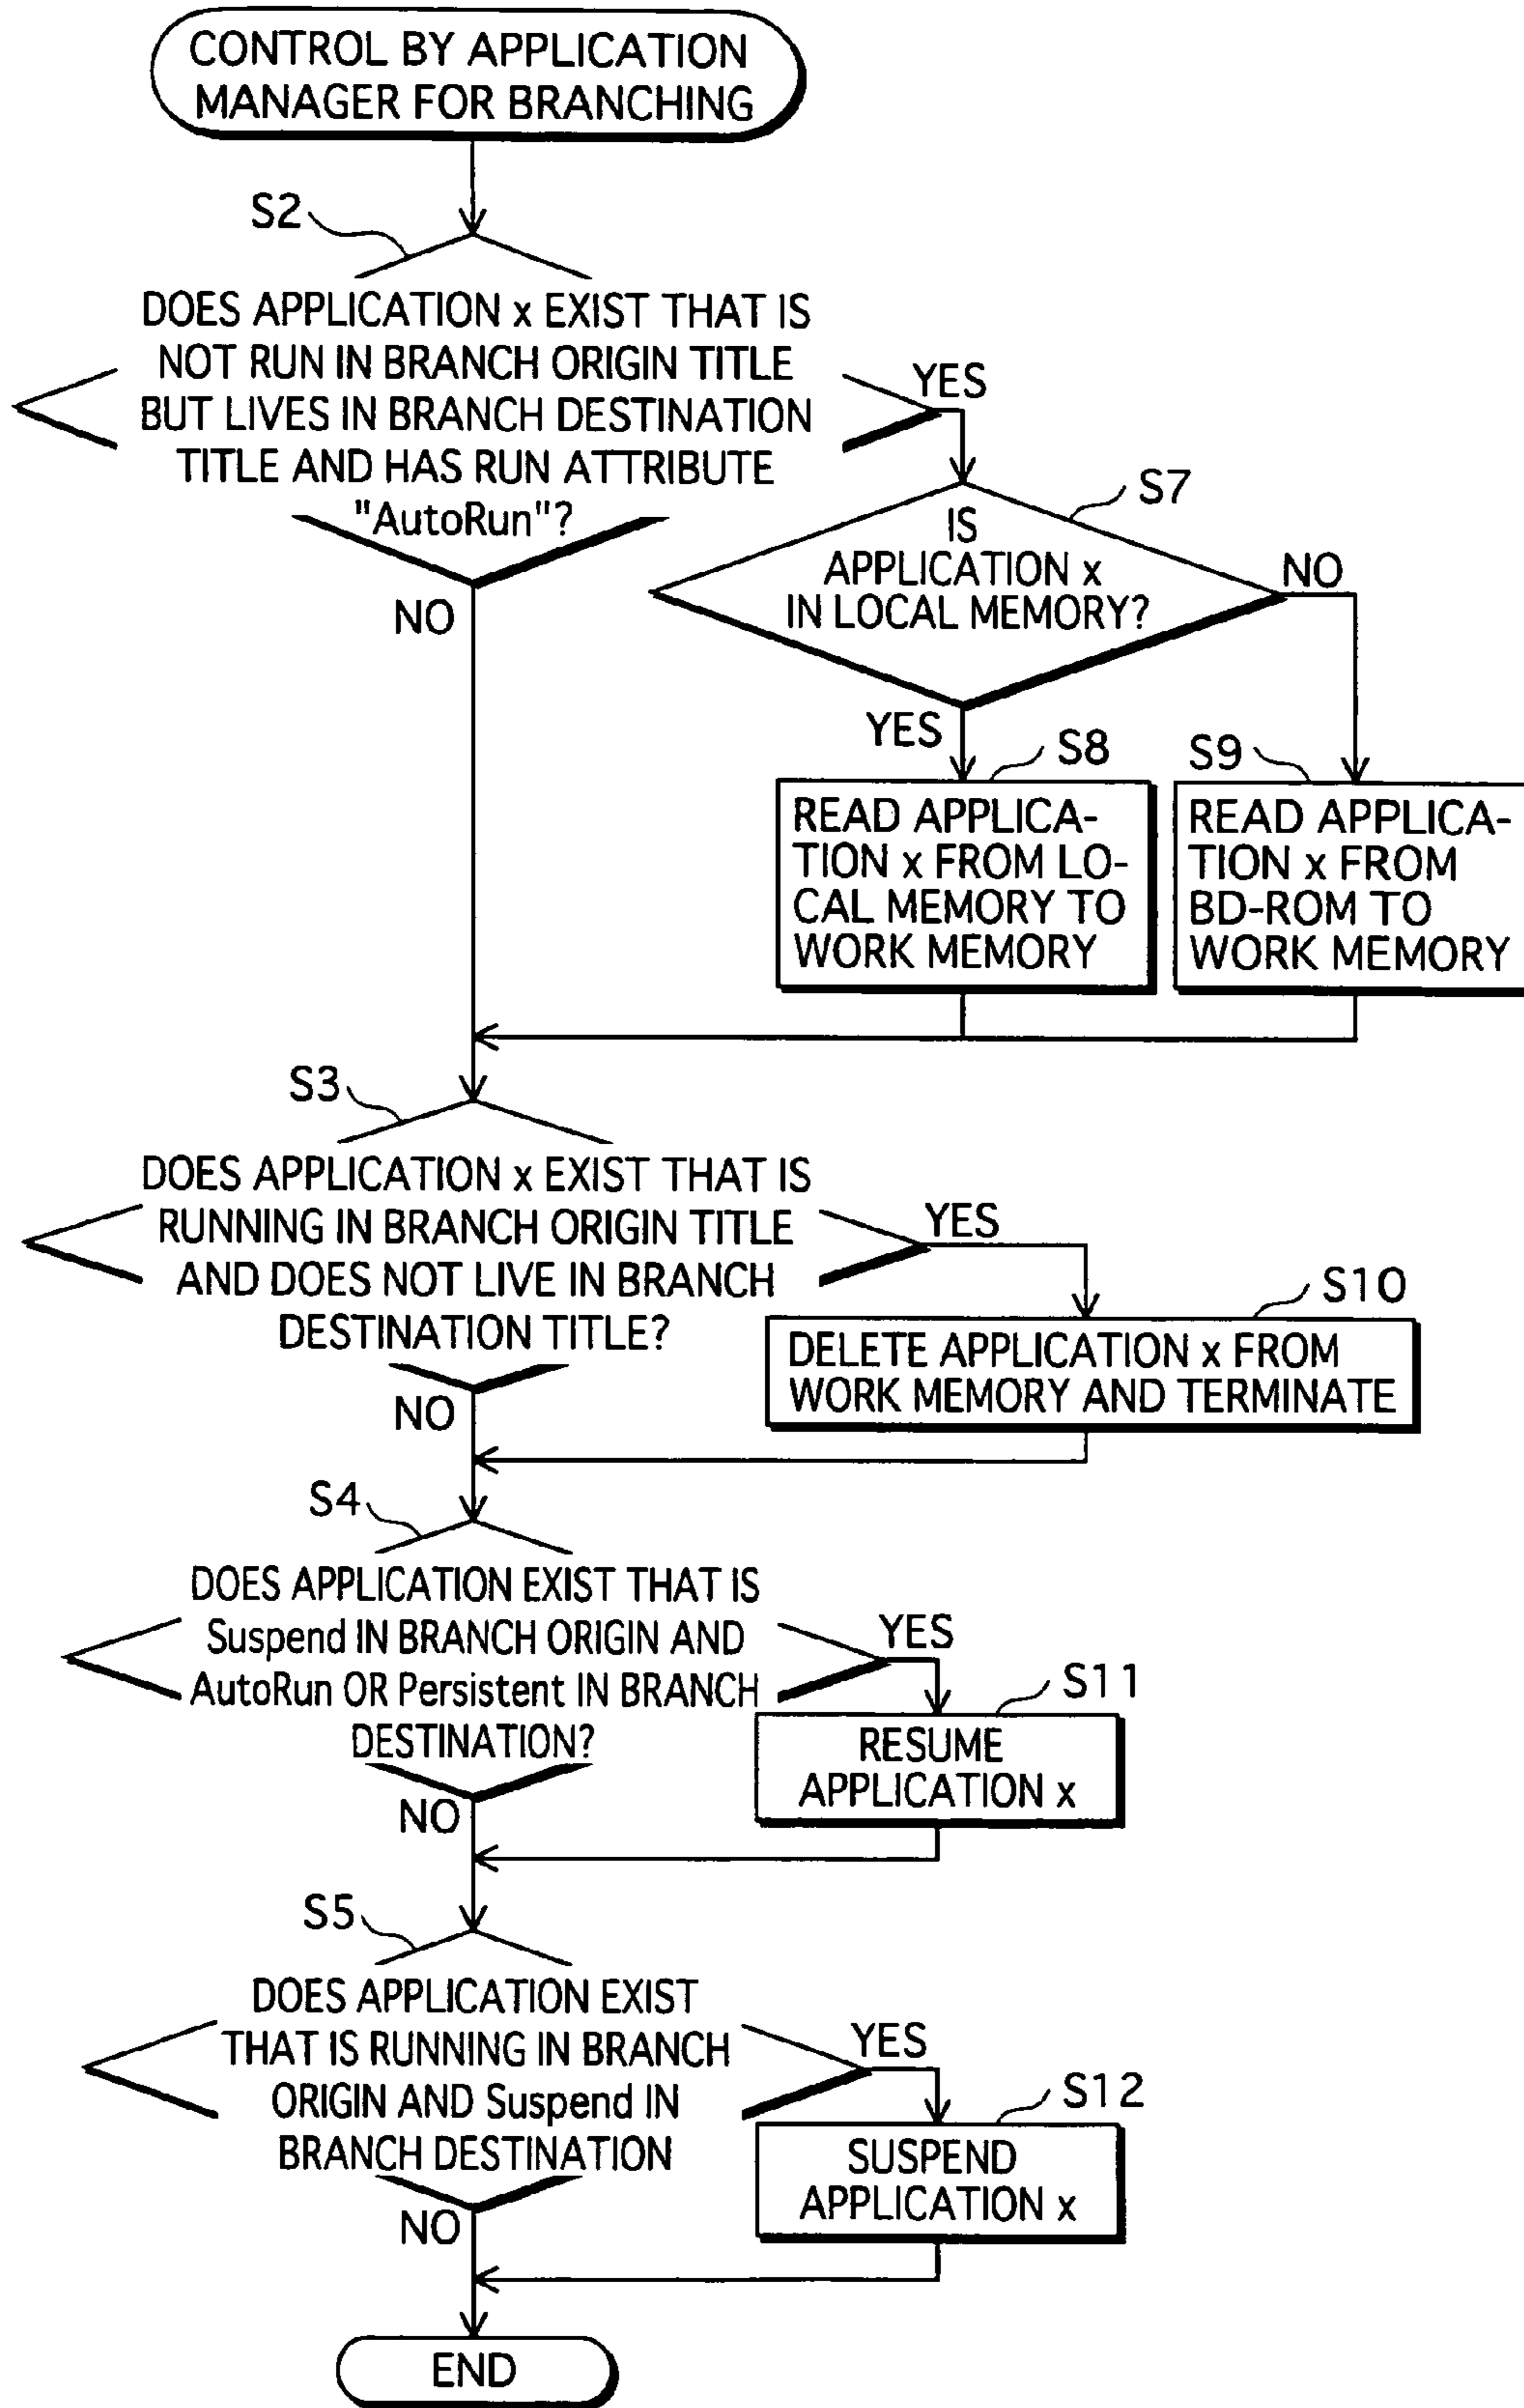 CONTROL BY APPLICATION
MANAGER FOR BRANCHING
S2
DOES APPLICATION x EXIST THAT IS
NOT RUN IN BRANCH ORIGIN TITLE
BUT LIVES IN BRANCH DESTINATION
TITLE AND HAS RUN ATTRIBUTE
"AutoRun"?
YES
NO
S7
IS
APPLICATION x
IN LOCAL MEMORY?
NO
YES
S8
READ APPLICA-
TION x FROM LO-
CAL MEMORY TO
WORK MEMORY
S9
READ APPLICA-
TION x FROM
BD-ROM TO
WORK MEMORY
S3
DOES APPLICATION x EXIST THAT IS
RUNNING IN BRANCH ORIGIN TITLE
AND DOES NOT LIVE IN BRANCH
DESTINATION TITLE?
YES
NO
S10
DELETE APPLICATION x FROM
WORK MEMORY AND TERMINATE
S4
DOES APPLICATION EXIST THAT IS
Suspend IN BRANCH ORIGIN AND
AutoRun OR Persistent IN BRANCH
DESTINATION?
YES
NO
S11
RESUME
APPLICATION x
S5
DOES APPLICATION EXIST
THAT IS RUNNING IN BRANCH
ORIGIN AND Suspend IN
BRANCH DESTINATION
YES
NO
S12
SUSPEND
APPLICATION x
END